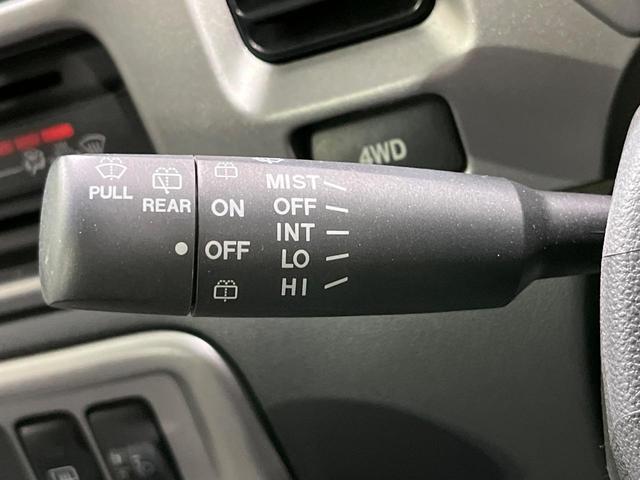 4WD
PULL
REAR
ON
OFF
MIST
OFF
INT
LO
HI